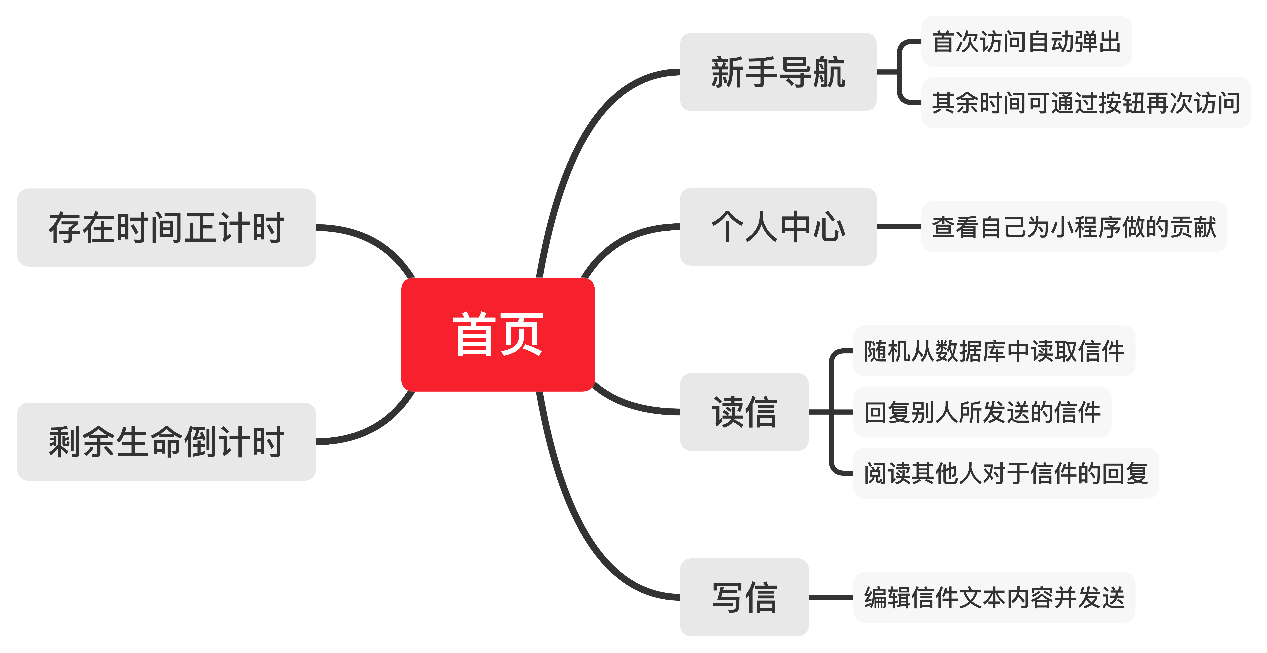 首页
新手导航
首次访问自动弹出
其余时间可通过按钮再次访问
个人中心
查看自己为小程序做的贡献
读信
随机从数据库中读取信件
回复别人所发送的信件
阅读其他人对于信件的回复
写信
编辑信件文本内容并发送
存在时间正计时
剩余生命倒计时